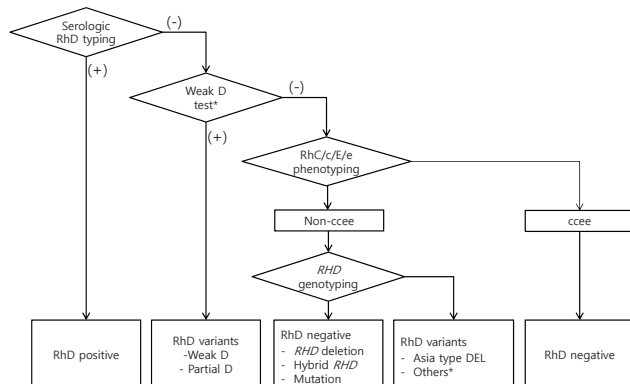 Serologic
RhD typing
(-)
(+)
Weak D
test*
(-)
(+)
RhC/c/E/e
phenotyping
Non-ccee
ccee
RHD
genotyping
RhD positive
RhD variants
-Weak D
- Partial D
RhD negative
- RHD deletion
- Hybrid RHD
- Mutation
RhD variants
- Asia type DEL
- Others*
RhD negative